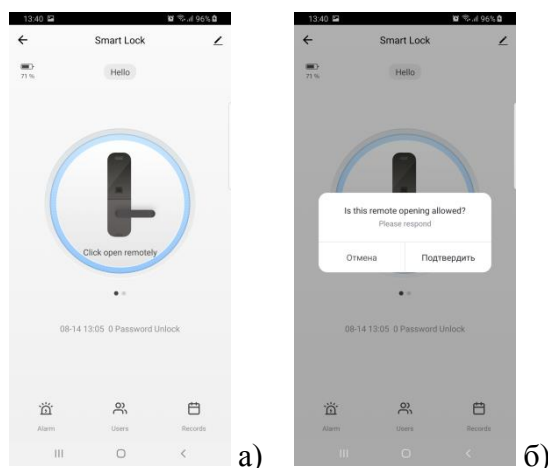 13:40 96%
Smart Lock
71 %
Hello
Click open remotely
08-14 13:05 0 Password Unlock
Alarm Users Records
а)
13:40 96%
Smart Lock
71 %
Hello
Is this remote opening allowed?
Please respond
Отмена Подтвердить
08-14 13:05 0 Password Unlock
Alarm Users Records
б)